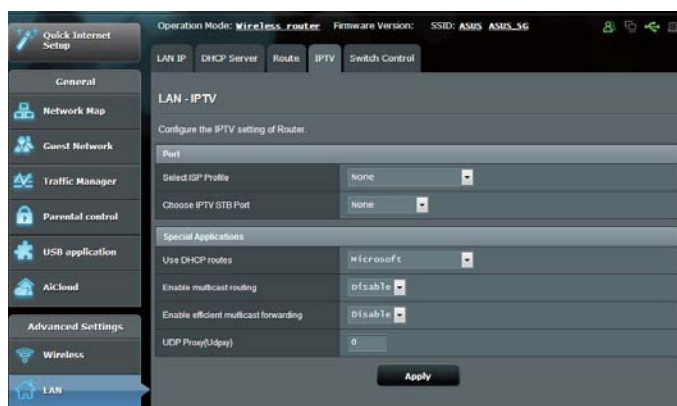 Quick Internet
Setup
Operation Mode: Wireless router Firmware Version: SSID: ASUS ASUS_5G
LAN IP DHCP Server Route IPTV Switch Control
General
Network Map
Guest Network
Traffic Manager
Parental control
USB application
AiCloud
Advanced Settings
Wireless
LAN
LAN - IPTV
Configure the IPTV setting of Router.
Port
Select ISP Profile None
Choose IPTV STB Port None
Special Applications
Use DHCP routes Microsoft
Enable multicast routing Disable
Enable efficient multicast forwarding Disable
UDP Proxy(Udpxy) 0
Apply